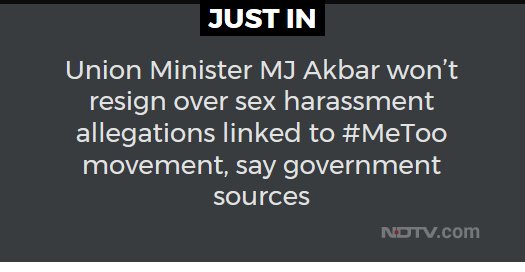 JUST IN
Union Minister MJ Akbar won't
resign over sex harassment
allegations linked to #MeToo
movement, say government
sources
NDTV.com